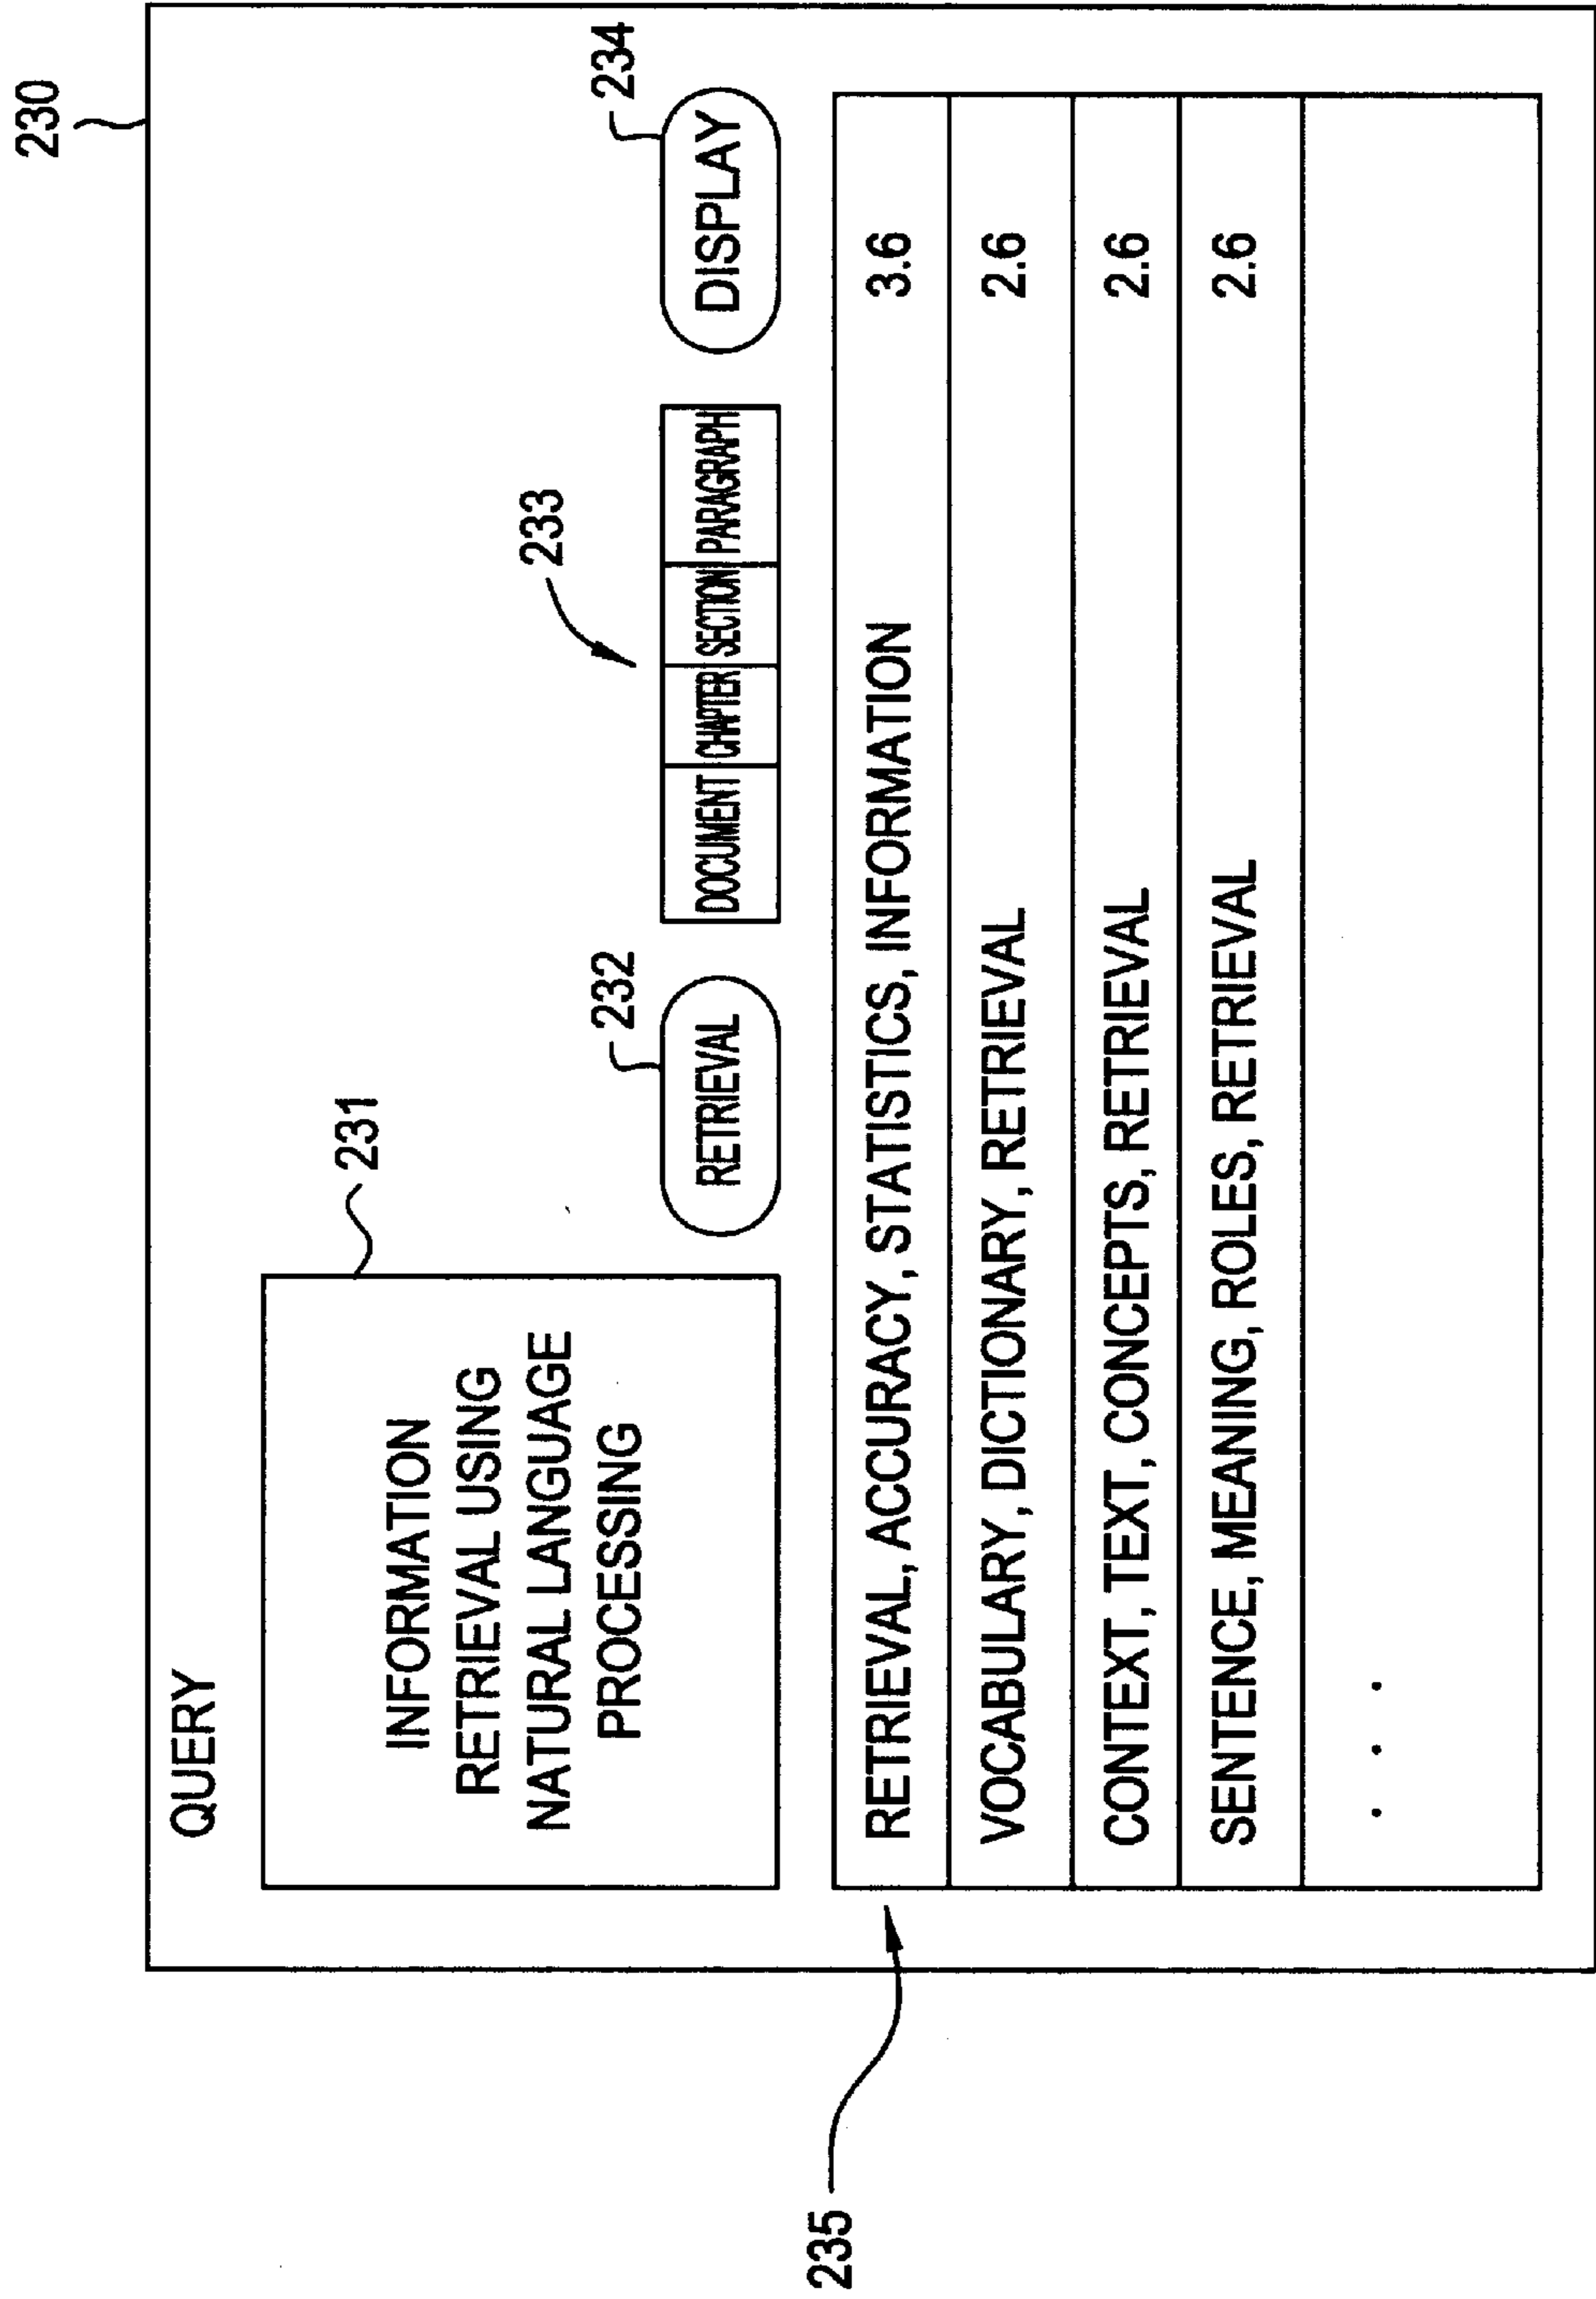 230
QUERY
231
INFORMATION
RETRIEVAL USING
NATURAL LANGUAGE
PROCESSING
232
RETRIEVAL
233
DOCUMENT CHAPTER SECTION PARAGRAPH
234
DISPLAY
235
RETRIEVAL, ACCURACY, STATISTICS, INFORMATION 3.6
VOCABULARY, DICTIONARY, RETRIEVAL 2.6
CONTEXT, TEXT, CONCEPTS, RETRIEVAL 2.6
SENTENCE, MEANING, ROLES, RETRIEVAL 2.6
. . .